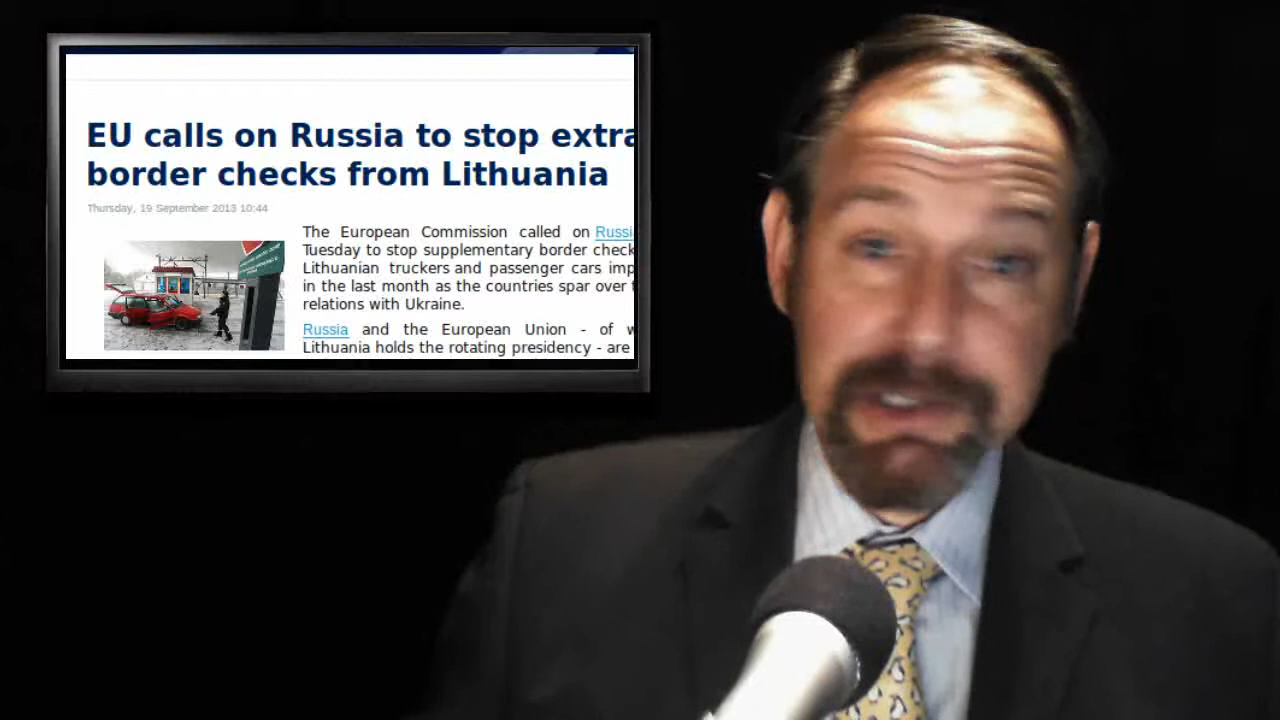 EU calls on Russia to stop extra
border checks from Lithuania
Thursday, 19 September 2013 10:44
The European Commission called on Russi
Tuesday to stop supplementary border check
Lithuanian truckers and passenger cars imp
in the last month as the countries spar over
relations with Ukraine.
Russia and the European Union - of w
Lithuania holds the rotating presidency - are